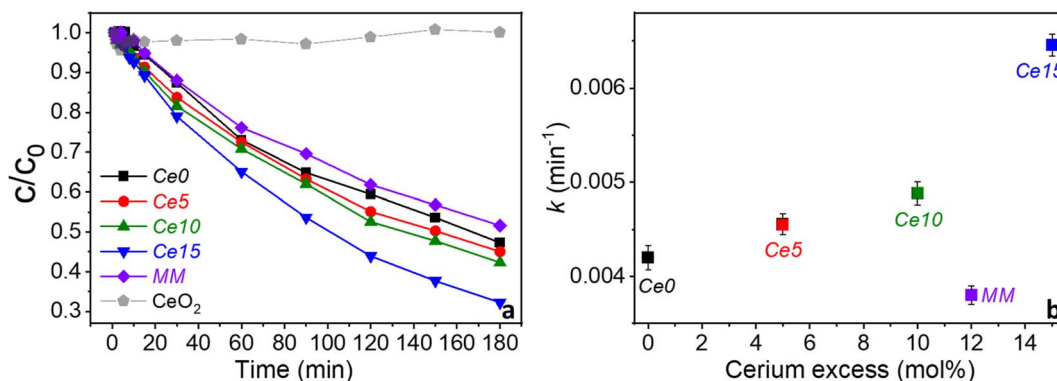 C/C₀
1.0
0.9
0.8
0.7
0.6
0.5
0.4
0.3
Ce0
Ce5
Ce10
Ce15
MM
CeO₂
a
0 20 40 60 80 100 120 140 160 180
Time (min)
k (min⁻¹)
0.006
0.005
0.004
Ce15
Ce10
Ce5
Ce0
MM
b
0 2 4 6 8 10 12 14
Cerium excess (mol%)